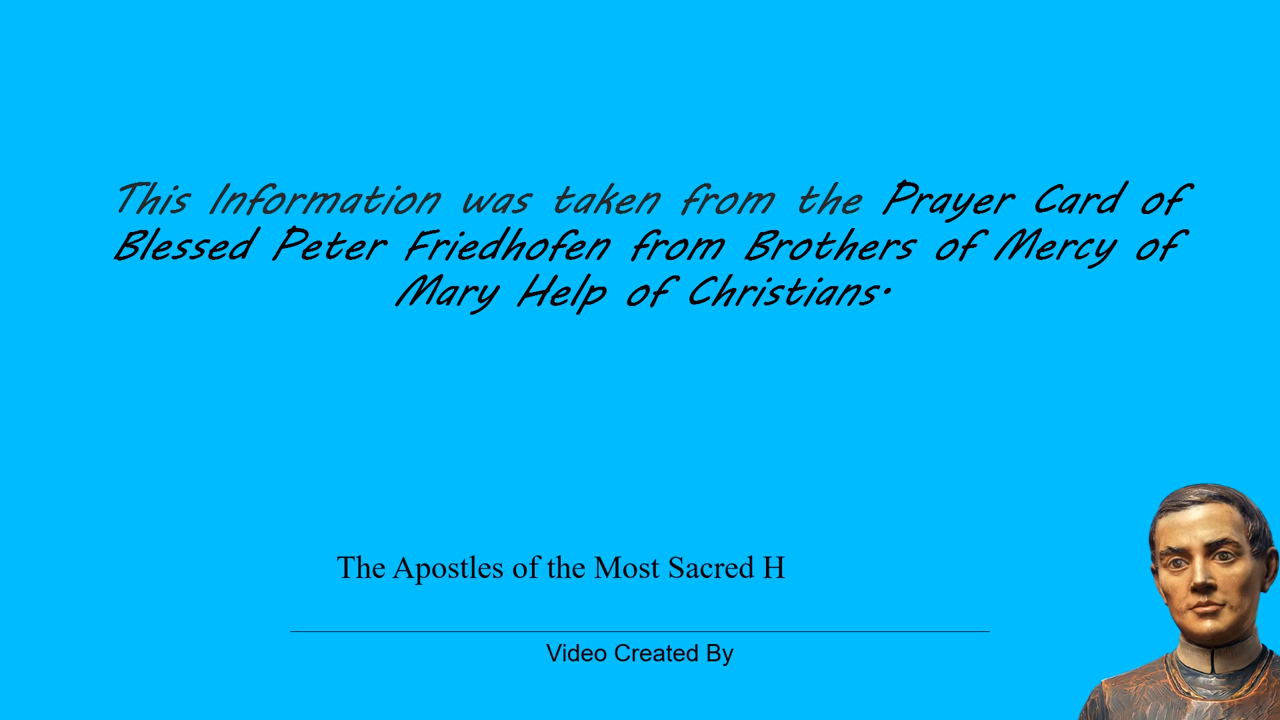 This Information was taken from the Prayer Card of
Blessed Peter Friedhofen from Brothers of Mercy of
Mary Help of Christians.
The Apostles of the Most Sacred H
Video Created By